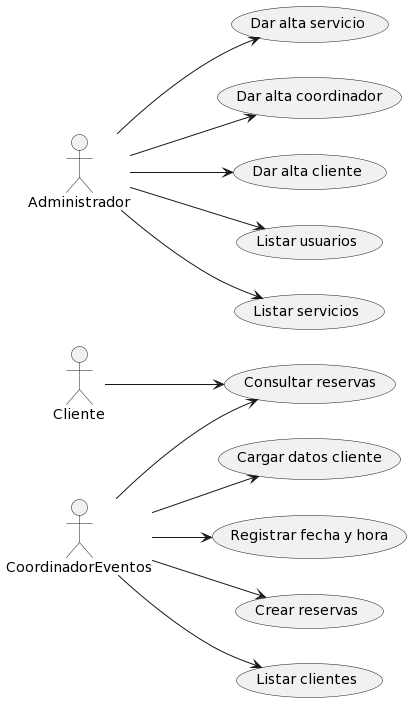 Dar alta servicio
Dar alta coordinador
Administrador
Dar alta cliente
Listar usuarios
Listar servicios
Cliente
Consultar reservas
Cargar datos cliente
CoordinadorEventos
Registrar fecha y hora
Crear reservas
Listar clientes